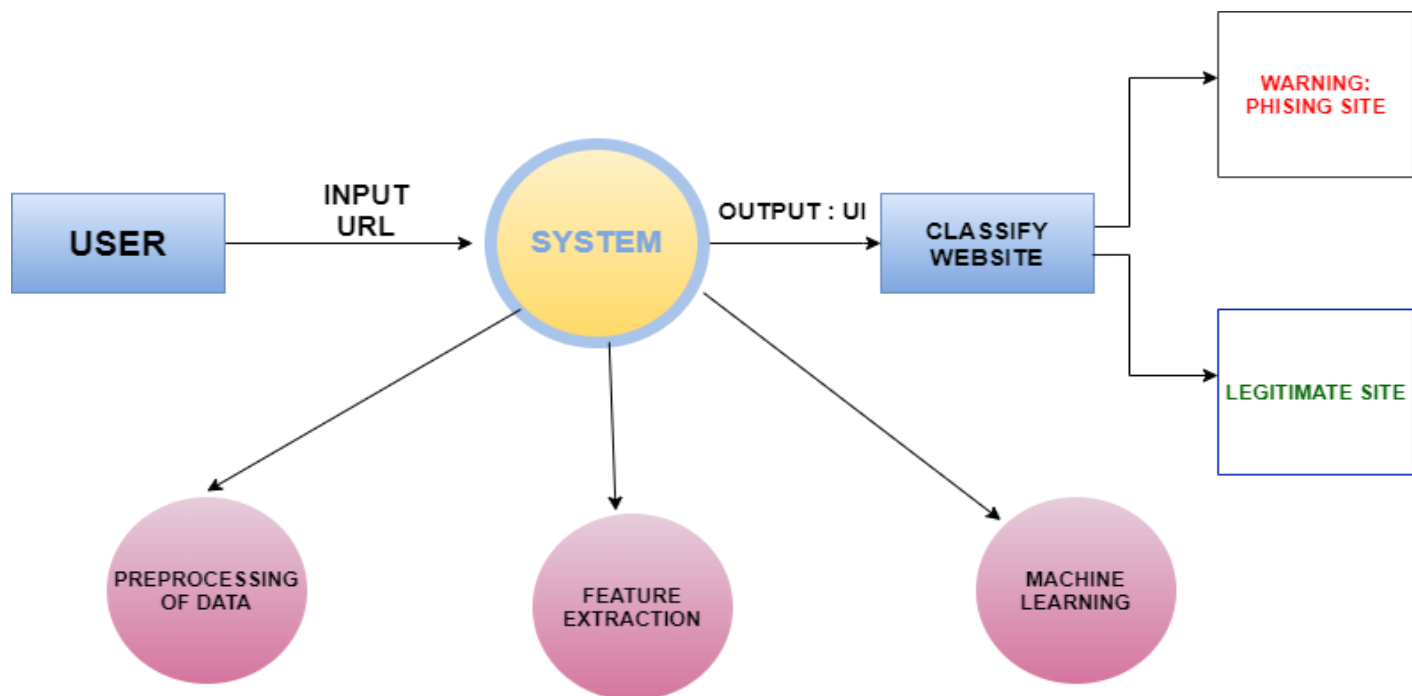 USER
INPUT
URL
SYSTEM
OUTPUT : UI
CLASSIFY
WEBSITE
WARNING:
PHISING SITE
LEGITIMATE SITE
PREPROCESSING
OF DATA
FEATURE
EXTRACTION
MACHINE
LEARNING